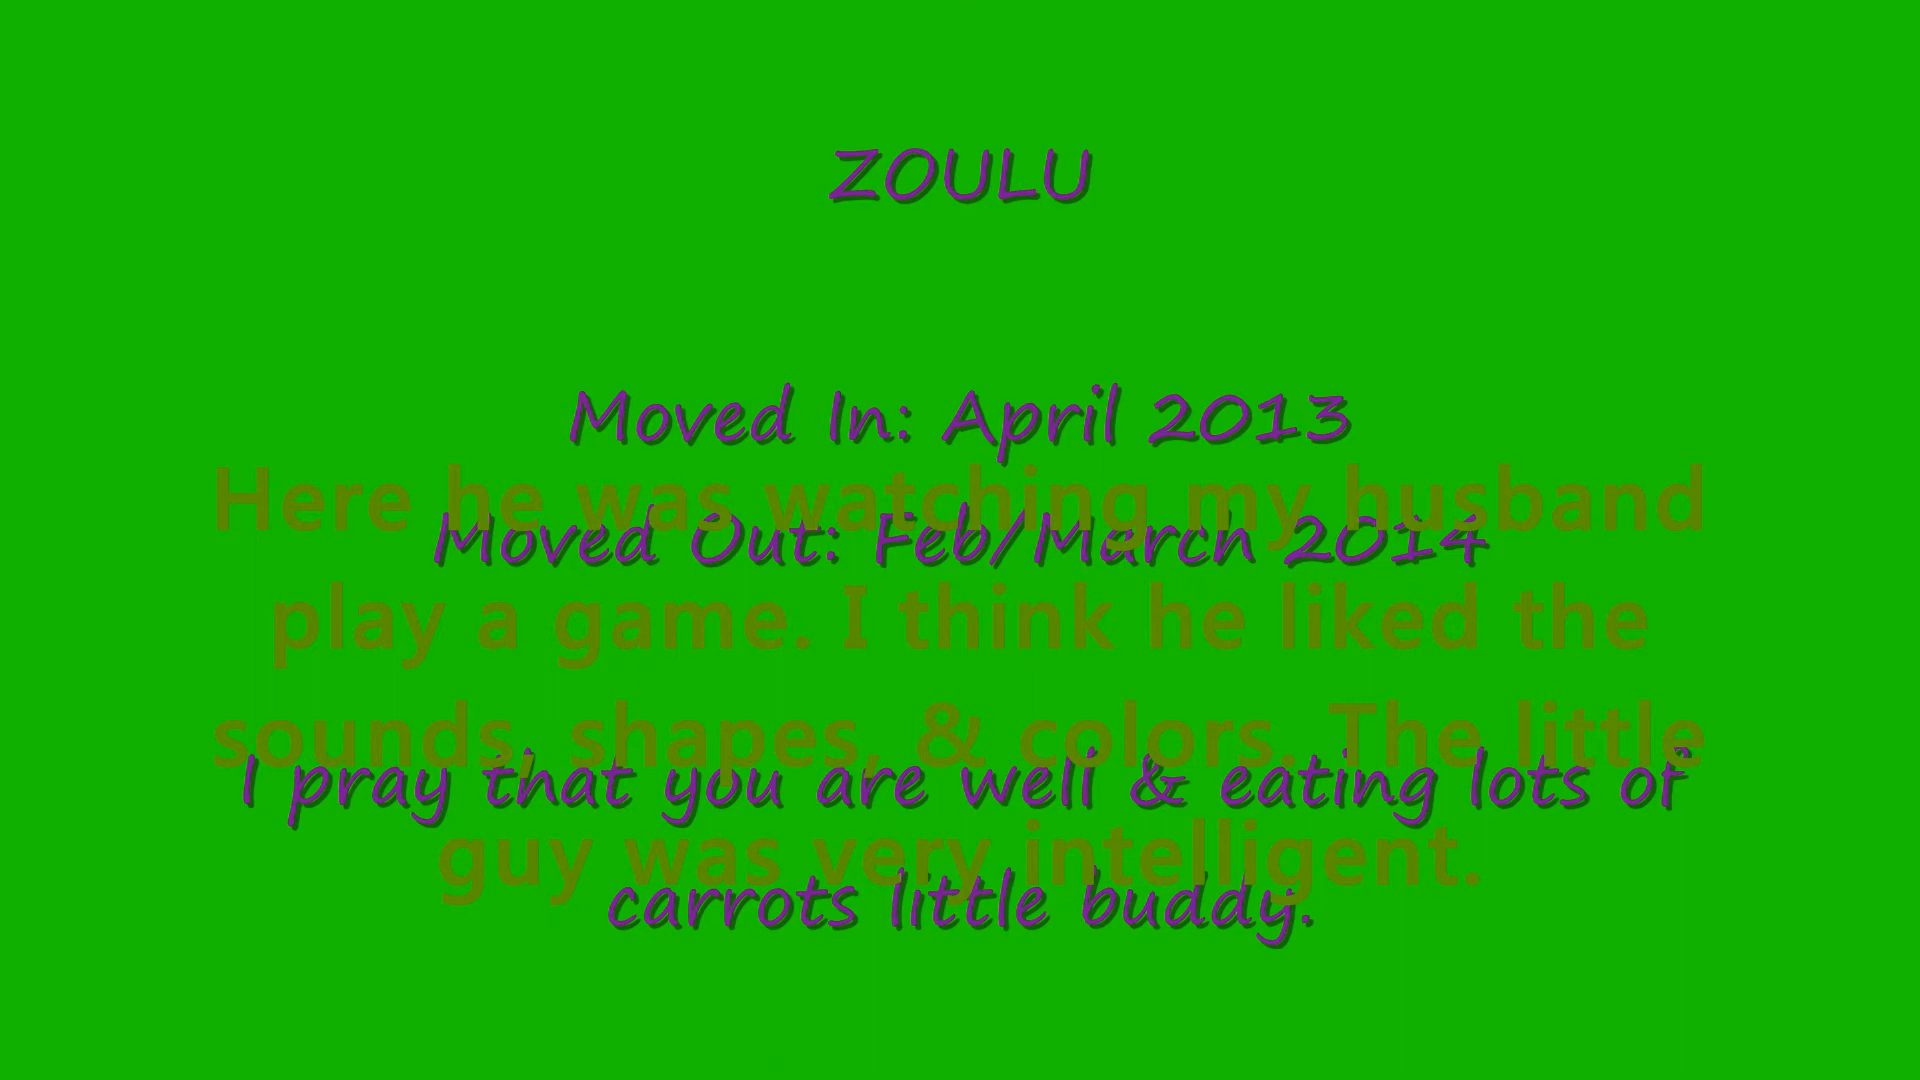 ZOULU
Moved In: April 2013
Here he was watching my husband
Moved Out: Feb/March 2014
play a game. I think he liked the
sounds, shapes, & colors. The little
I pray that you are well & eating lots of
guy was very intelligent.
carrots little buddy.